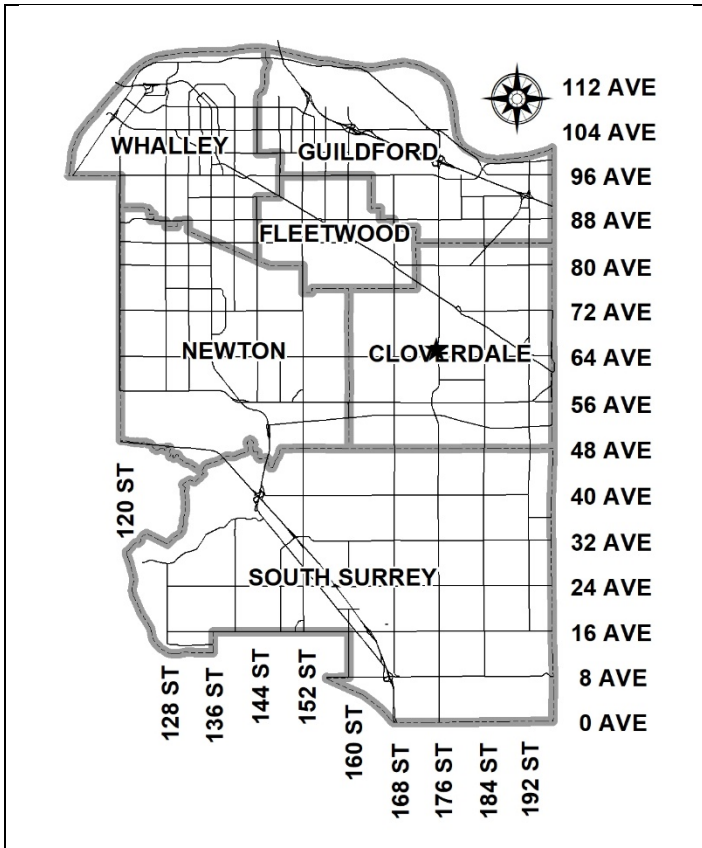 112 AVE
104 AVE
WHALLEY
GUILDFORD
96 AVE
88 AVE
FLEETWOOD
80 AVE
72 AVE
NEWTON
CLOVERDALE
64 AVE
56 AVE
48 AVE
120 ST
40 AVE
32 AVE
SOUTH SURREY
24 AVE
16 AVE
128 ST
136 ST
144 ST
152 ST
8 AVE
160 ST
0 AVE
168 ST
176 ST
184 ST
192 ST